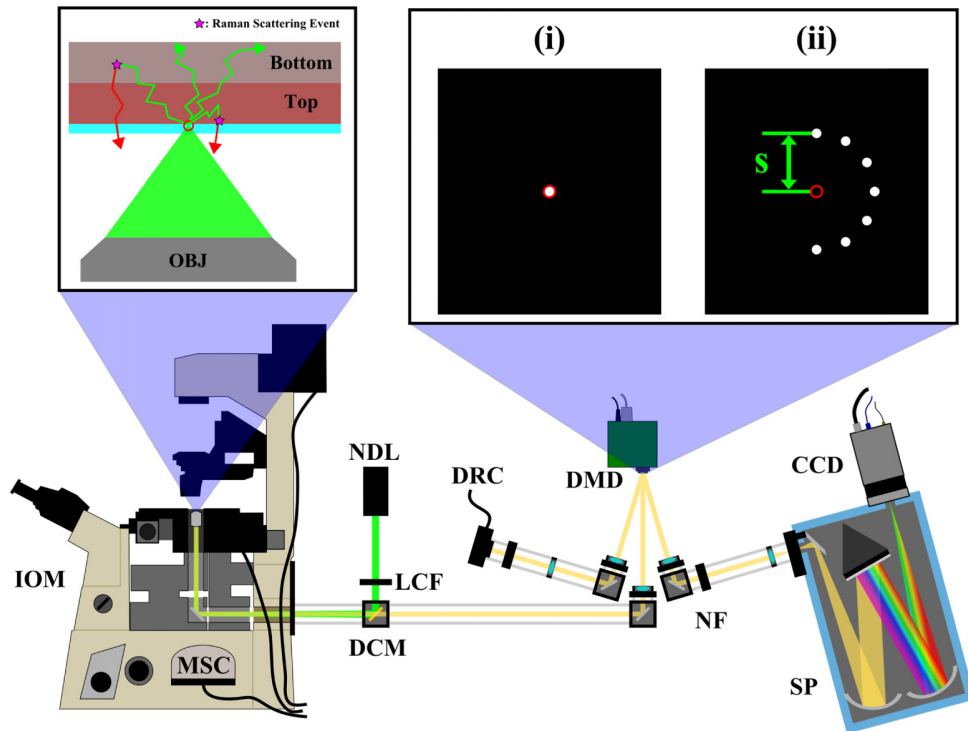 ☆: Raman Scattering Event
Bottom
Top
OBJ
(i)
(ii)
S
NDL
DRC
DMD
CCD
IOM
LCF
DCM
NF
MSC
SP